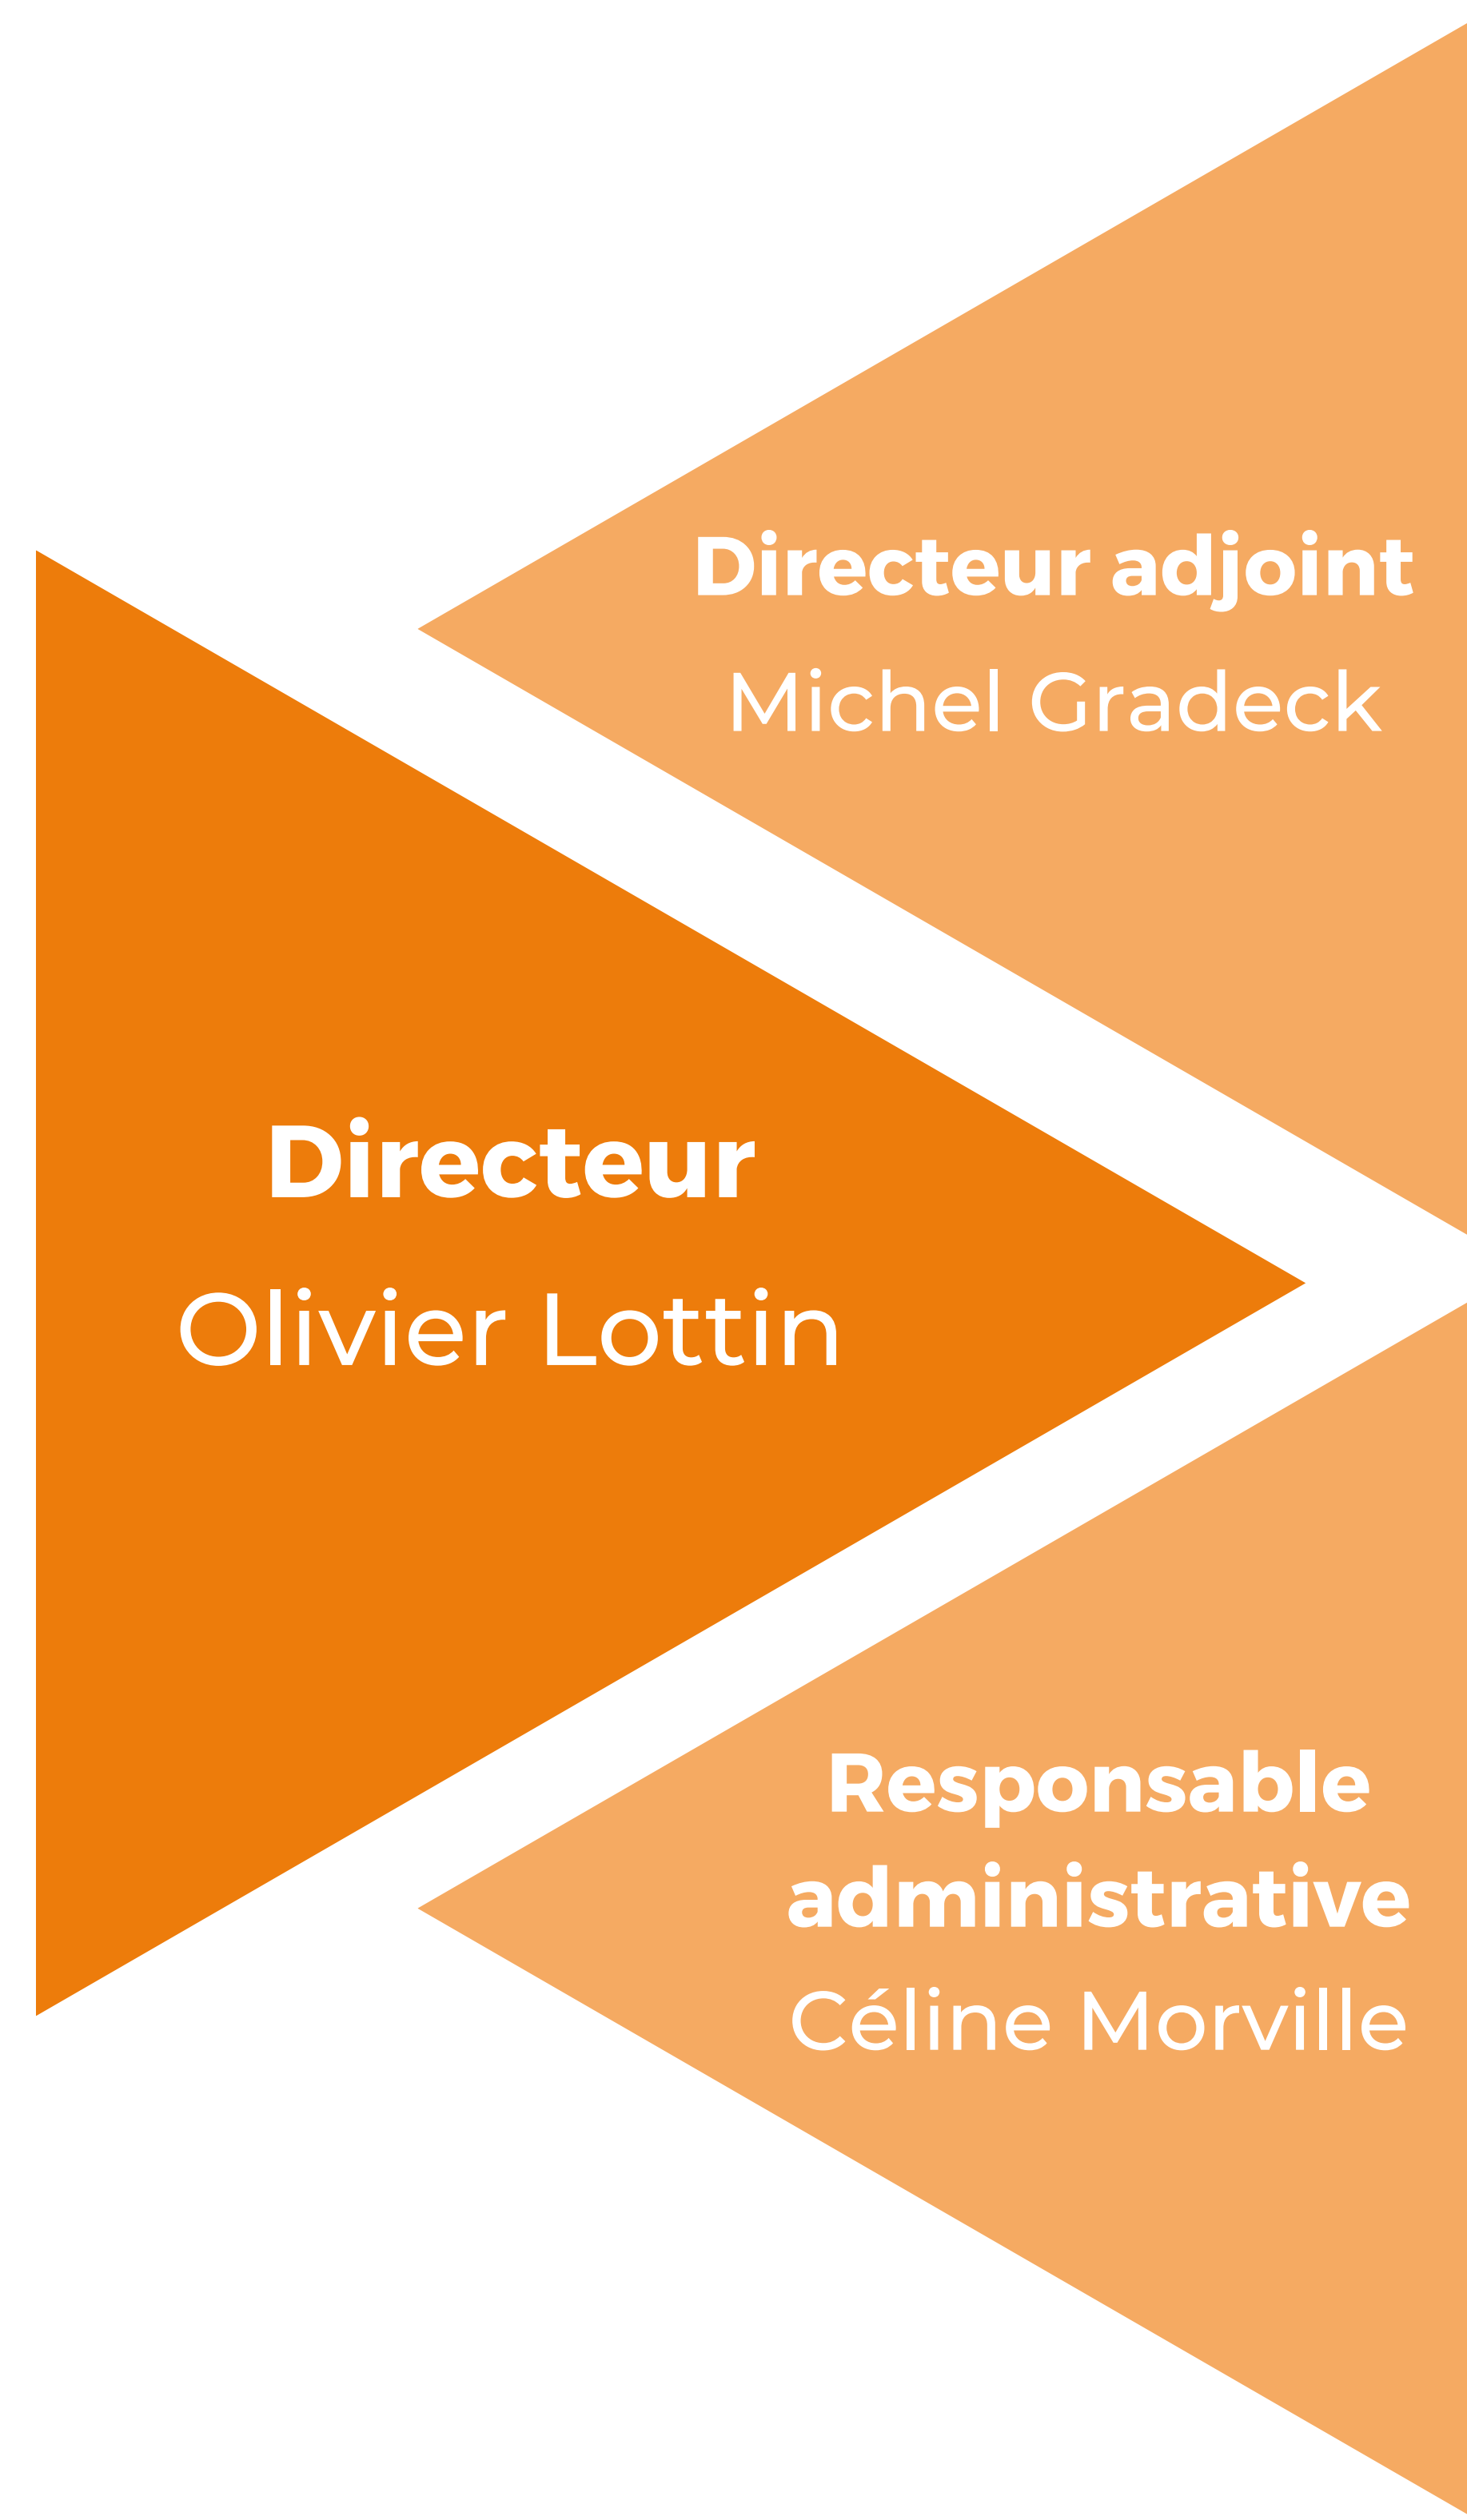 Directeur adjoint
Michel Gradeck
Directeur
Olivier Lottin
Responsable
administrative
Céline Morville